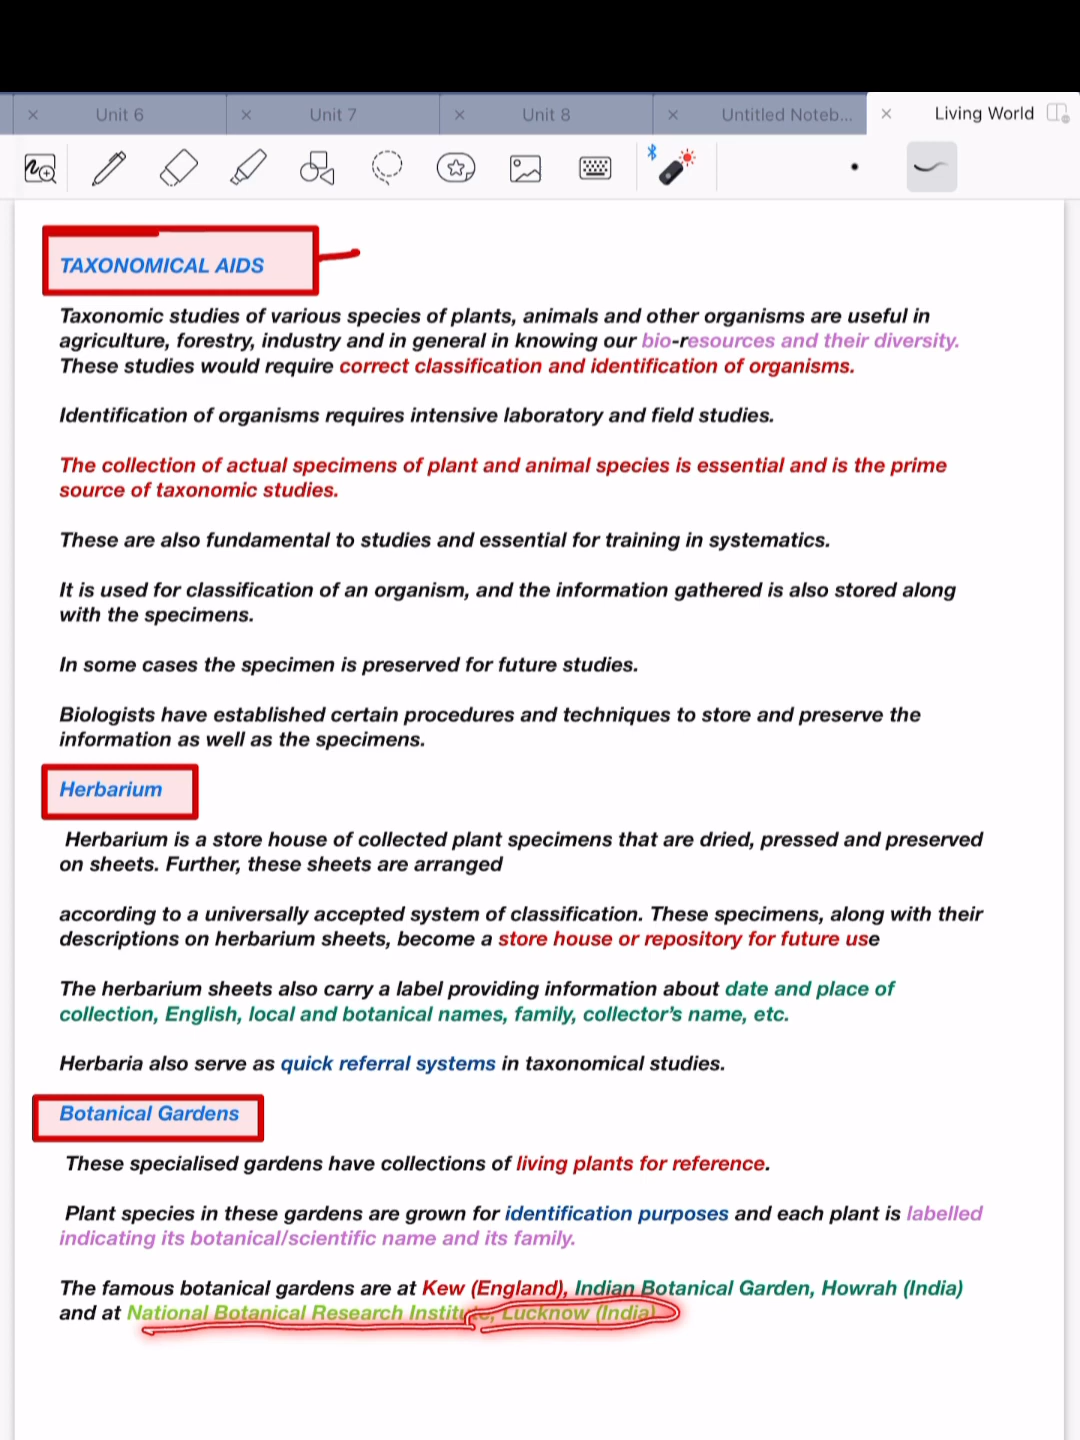 Unit 6
Unit 7
Unit 8
Untitled Noteb...
Living World
TAXONOMICAL AIDS
Taxonomic studies of various species of plants, animals and other organisms are useful in
agriculture, forestry, industry and in general in knowing our bio-resources and their diversity.
These studies would require correct classification and identification of organisms.
Identification of organisms requires intensive laboratory and field studies.
The collection of actual specimens of plant and animal species is essential and is the prime
source of taxonomic studies.
These are also fundamental to studies and essential for training in systematics.
It is used for classification of an organism, and the information gathered is also stored along
with the specimens.
In some cases the specimen is preserved for future studies.
Biologists have established certain procedures and techniques to store and preserve the
information as well as the specimens.
Herbarium
Herbarium is a store house of collected plant specimens that are dried, pressed and preserved
on sheets. Further, these sheets are arranged
according to a universally accepted system of classification. These specimens, along with their
descriptions on herbarium sheets, become a store house or repository for future use
The herbarium sheets also carry a label providing information about date and place of
collection, English, local and botanical names, family, collector's name, etc.
Herbaria also serve as quick referral systems in taxonomical studies.
Botanical Gardens
These specialised gardens have collections of living plants for reference.
Plant species in these gardens are grown for identification purposes and each plant is labelled
indicating its botanical/scientific name and its family.
The famous botanical gardens are at Kew (England), Indian Botanical Garden, Howrah (India)
and at National Botanical Research Institute, Lucknow (India)